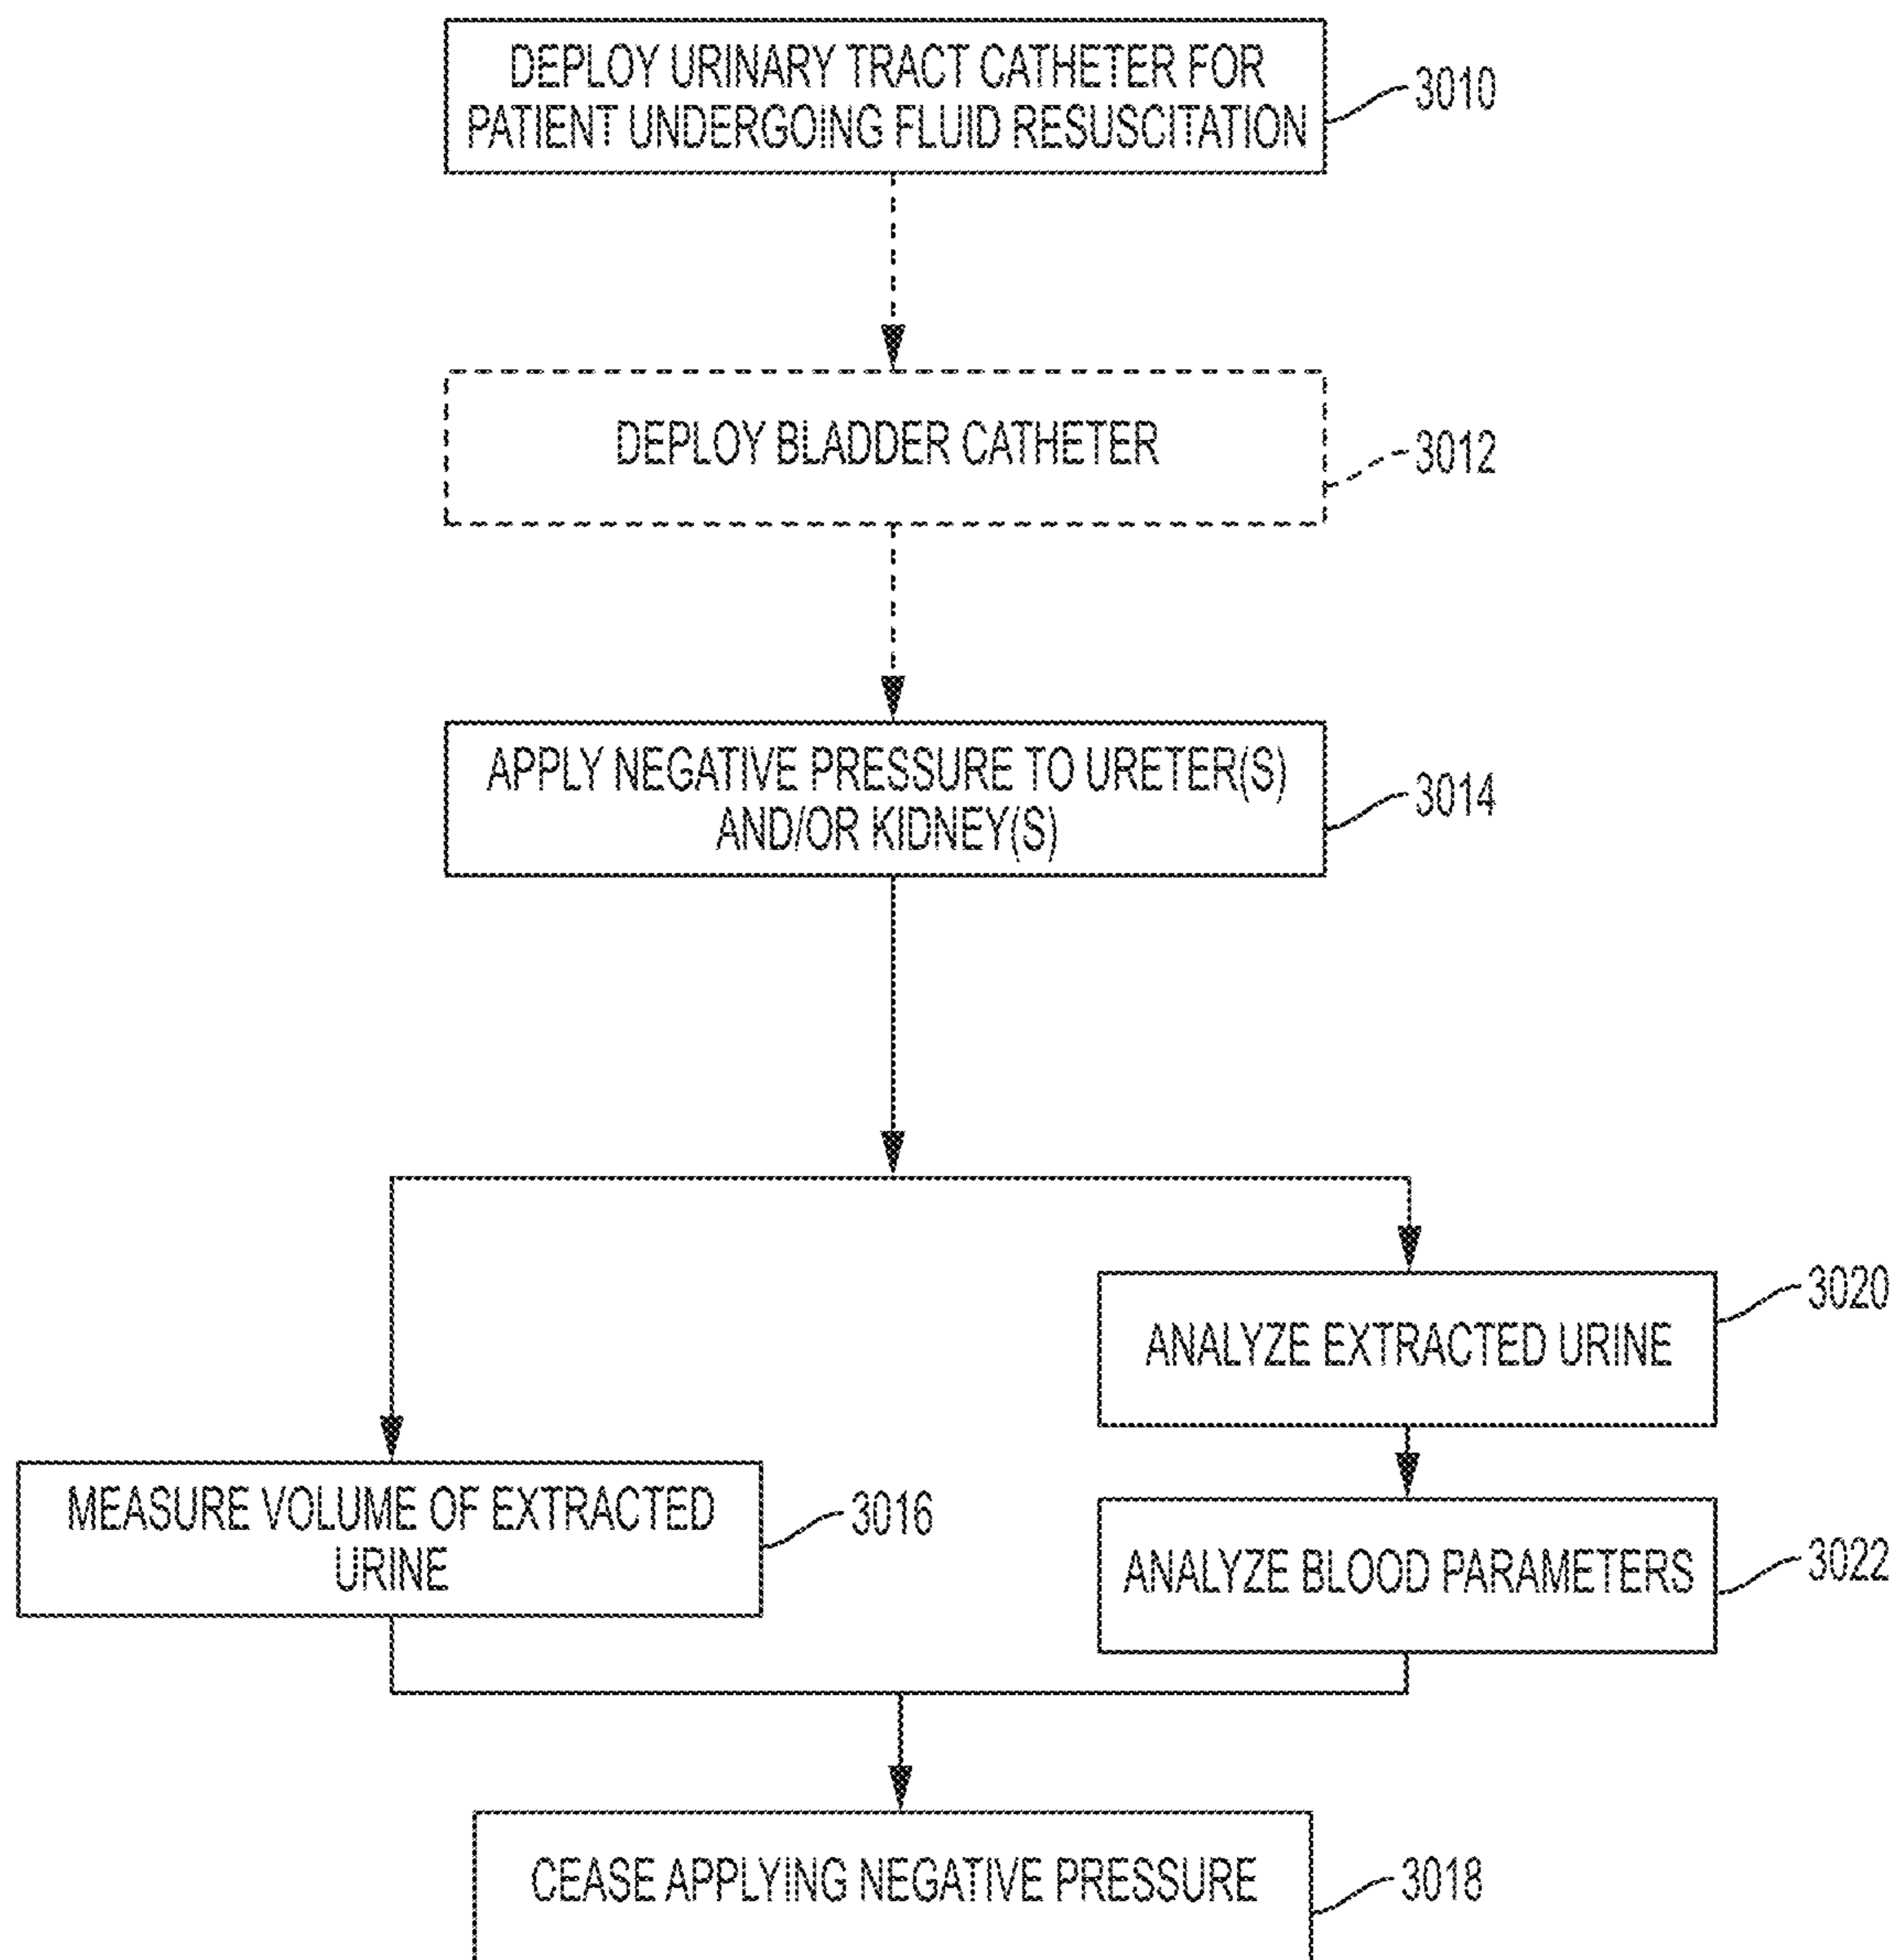 DEPLOY URINARY TRACT CATHETER FOR
PATIENT UNDERGOING FLUID RESUSCITATION
3010
DEPLOY BLADDER CATHETER
3012
APPLY NEGATIVE PRESSURE TO URETER(S)
AND/OR KIDNEY(S)
3014
ANALYZE EXTRACTED URINE
3020
MEASURE VOLUME OF EXTRACTED
URINE
3016
ANALYZE BLOOD PARAMETERS
3022
CEASE APPLYING NEGATIVE PRESSURE
3018